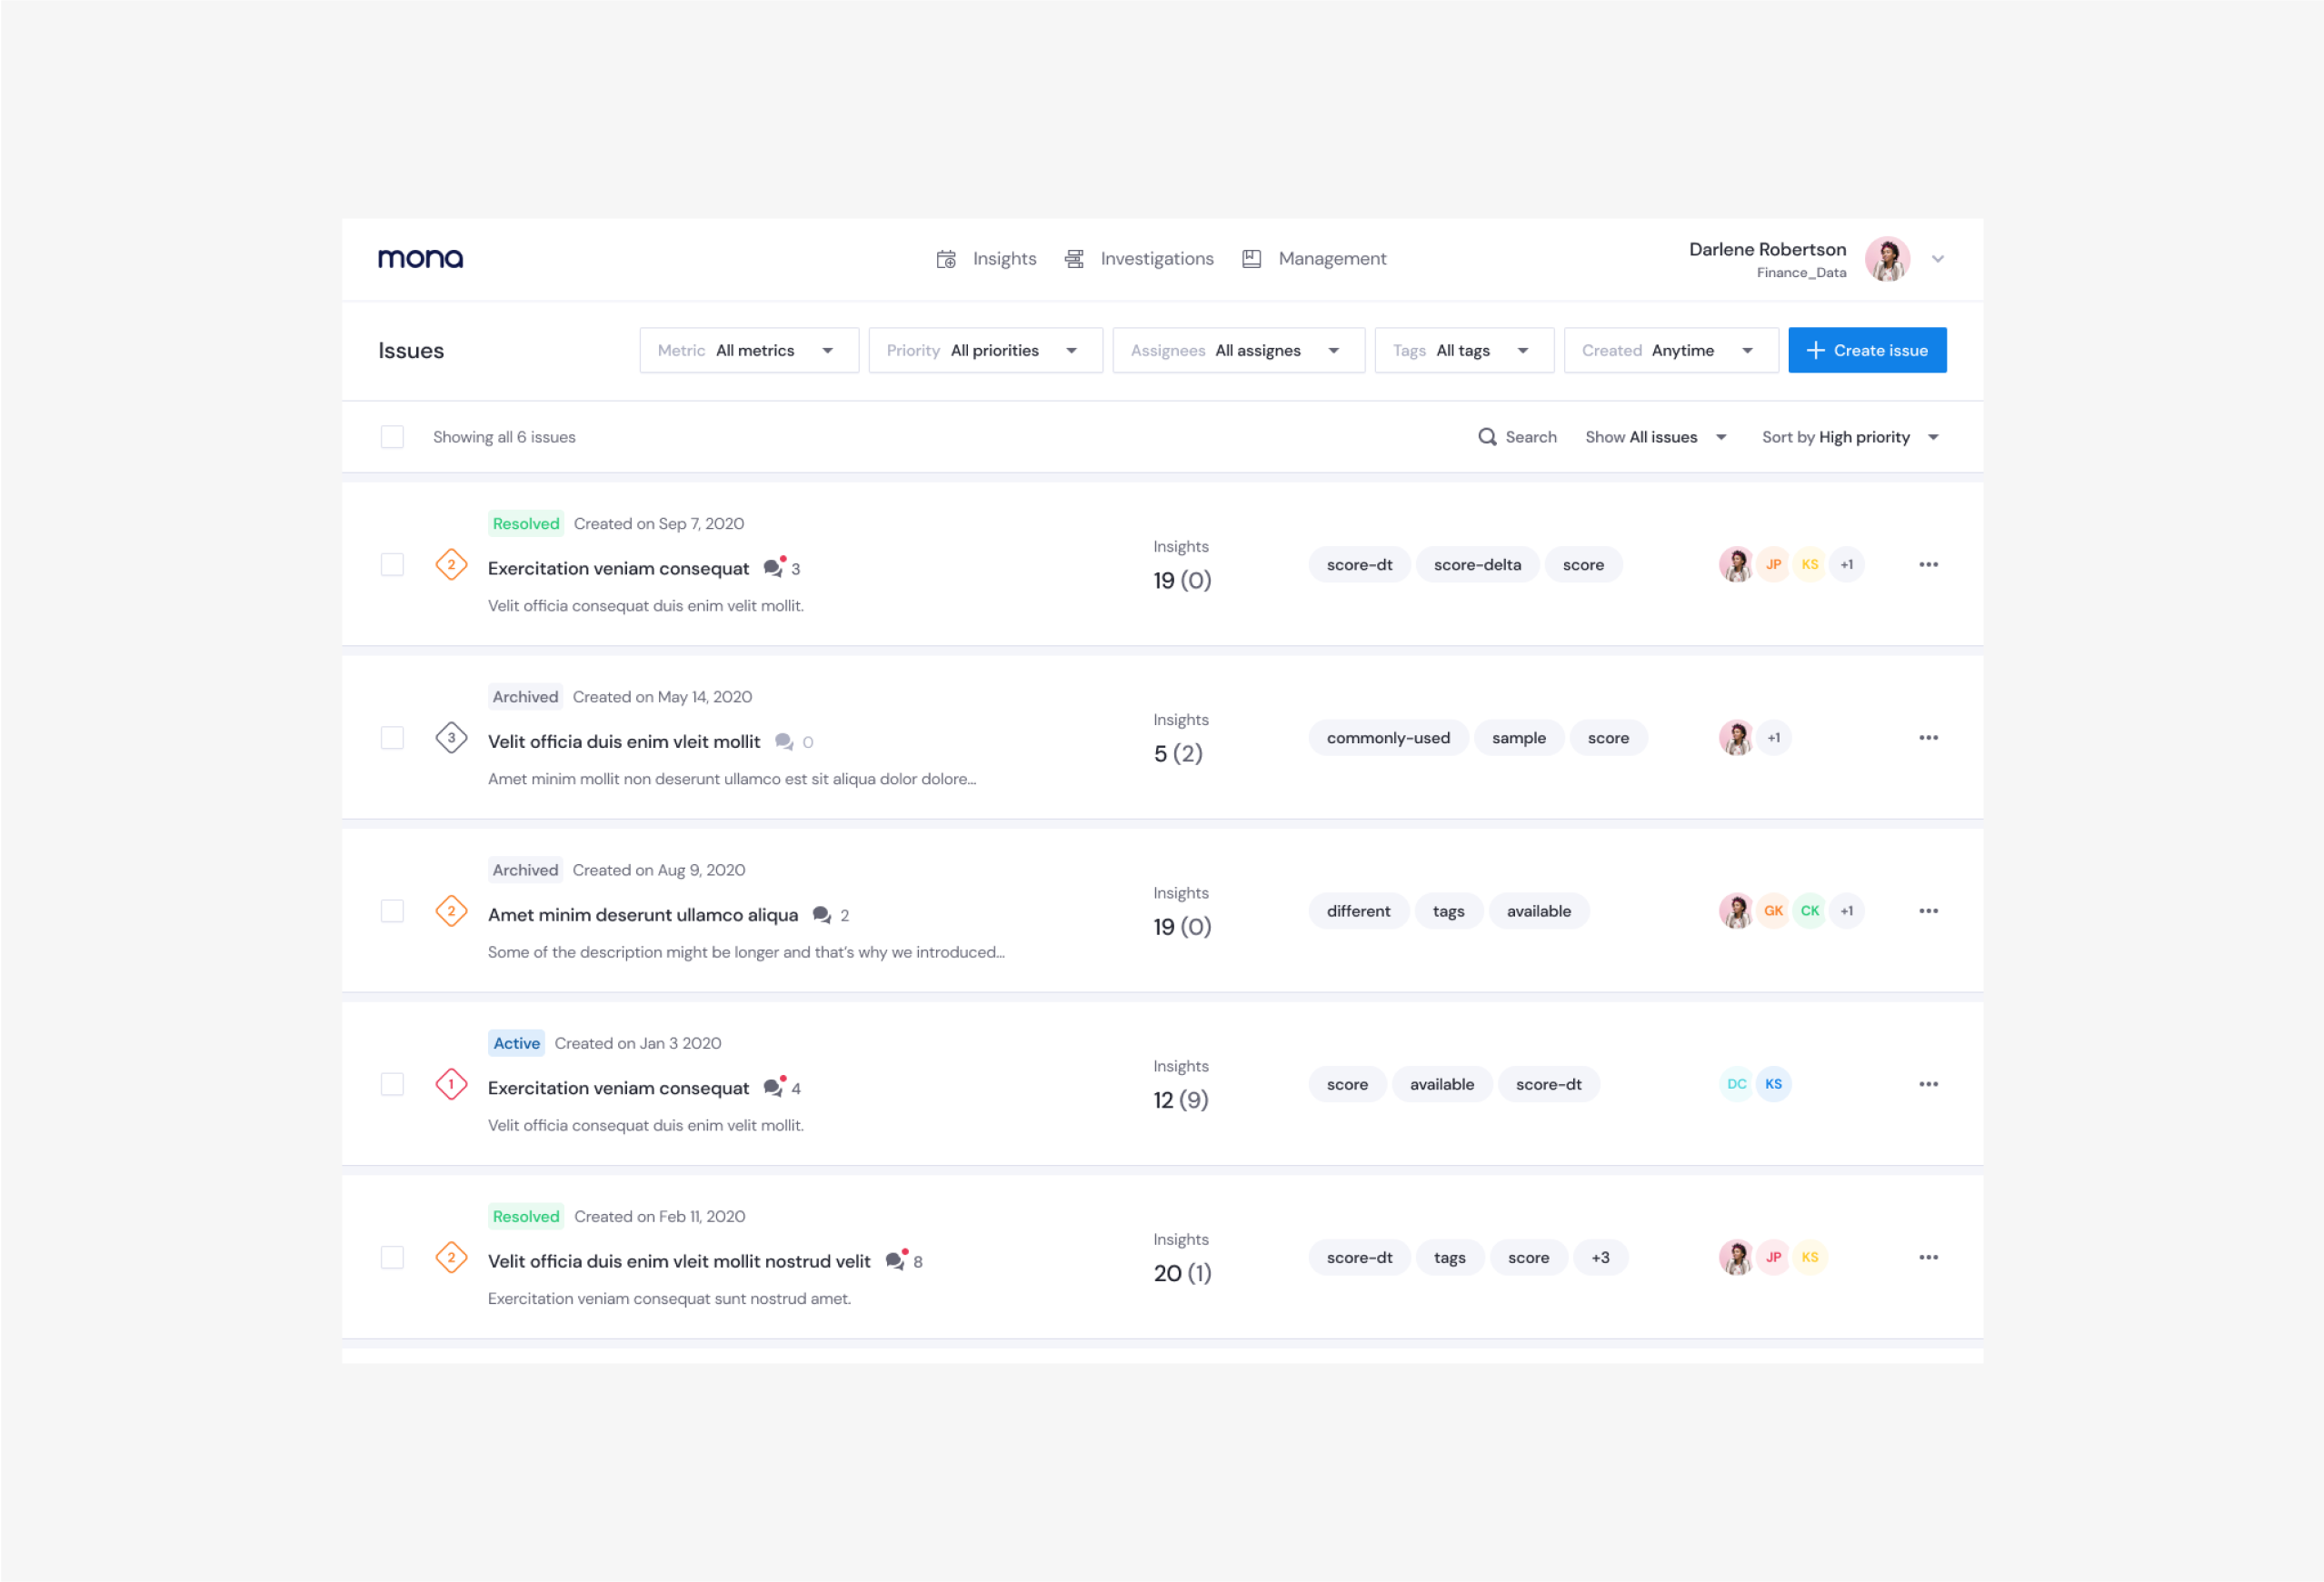 mona
Insights
Investigations
Management
Darlene Robertson
Finance_Data
Issues
Metric All metrics
Priority All priorities
Assignees All assignes
Tags All tags
Created Anytime
Create issue
Showing all 6 issues
Search
Show All issues
Sort by High priority
Resolved Created on Sep 7, 2020
2
Exercitation veniam consequat 3
Velit officia consequat duis enim velit mollit.
Insights
19 (0)
score-dt score-delta score
JP KS +1
Archived Created on May 14, 2020
3
Velit officia duis enim vleit mollit 0
Amet minim mollit non deserunt ullamco est sit aliqua dolor dolore...
Insights
5 (2)
commonly-used sample score
+1
Archived Created on Aug 9, 2020
2
Amet minim deserunt ullamco aliqua 2
Some of the description might be longer and that's why we introduced...
Insights
19 (0)
different tags available
GK CK +1
Active Created on Jan 3 2020
1
Exercitation veniam consequat 4
Velit officia consequat duis enim velit mollit.
Insights
12 (9)
score available score-dt
DC KS
Resolved Created on Feb 11, 2020
2
Velit officia duis enim vleit mollit nostrud velit 8
Exercitation veniam consequat sunt nostrud amet.
Insights
20 (1)
score-dt tags score +3
JP KS